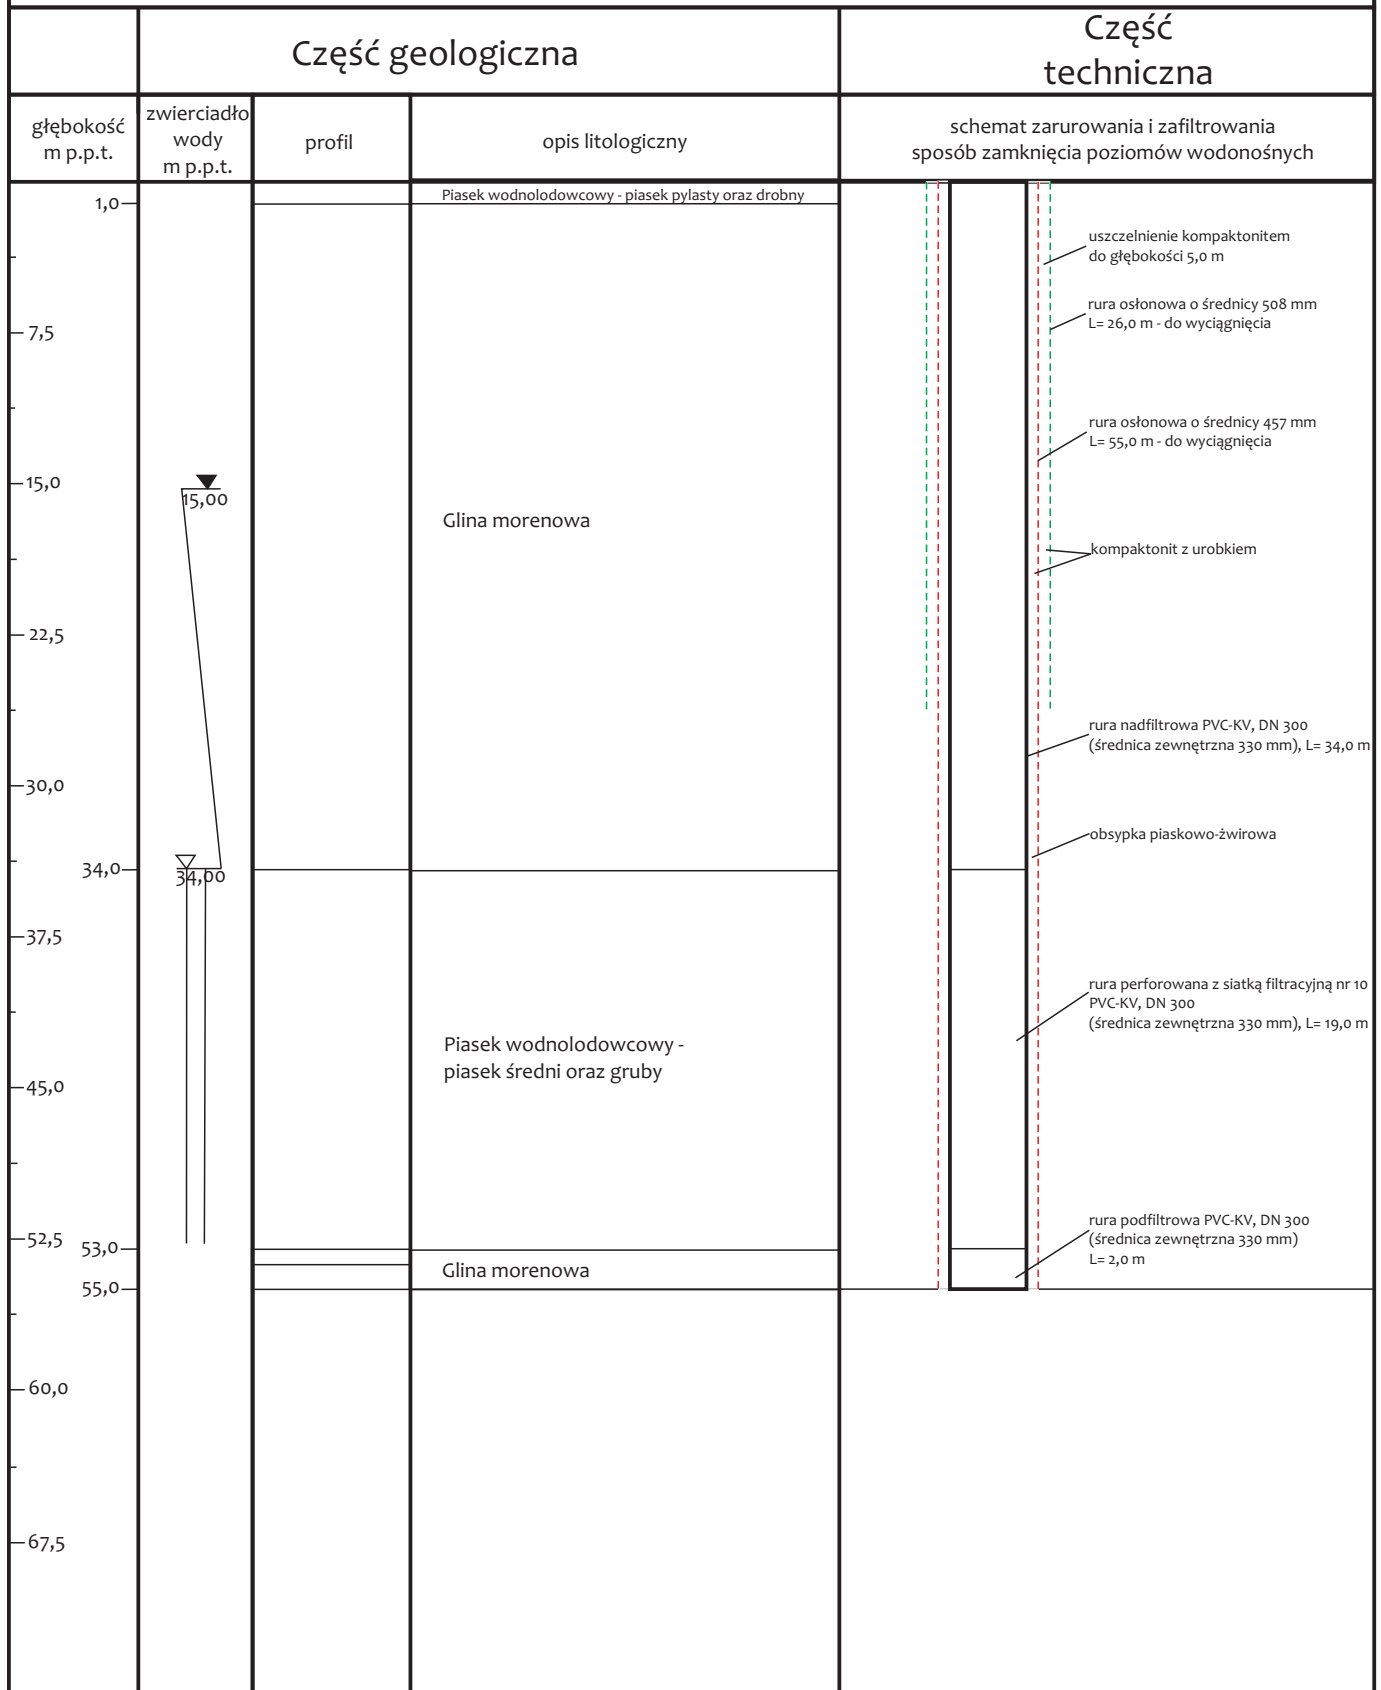 Część geologiczna
Część
techniczna
głębokość
m p.p.t.
zwierciadło
wody
m p.p.t.
profil
opis litologiczny
schemat zarurowania i zafiltrowania
sposób zamknięcia poziomów wodonośnych
1,0
Piasek wodnolodowcowy - piasek pylasty oraz drobny
uszczelnienie kompaktonitem
do głębokości 5,0 m
rura osłonowa o średnicy 508 mm
L= 26,0 m - do wyciągnięcia
7,5
rura osłonowa o średnicy 457 mm
L= 55,0 m - do wyciągnięcia
15,0
15,00
Glina morenowa
kompaktonit z urobkiem
22,5
rura nadfiltrowa PVC-KV, DN 300
(średnica zewnętrzna 330 mm), L= 34,0 m
30,0
obsypka piaskowo-żwirowa
34,0
34,00
37,5
rura perforowana z siatką filtracyjną nr 10
PVC-KV, DN 300
(średnica zewnętrzna 330 mm), L= 19,0 m
Piasek wodnolodowcowy -
piasek średni oraz gruby
45,0
rura podfiltrowa PVC-KV, DN 300
(średnica zewnętrzna 330 mm)
L= 2,0 m
52,5
53,0
Glina morenowa
55,0
60,0
67,5